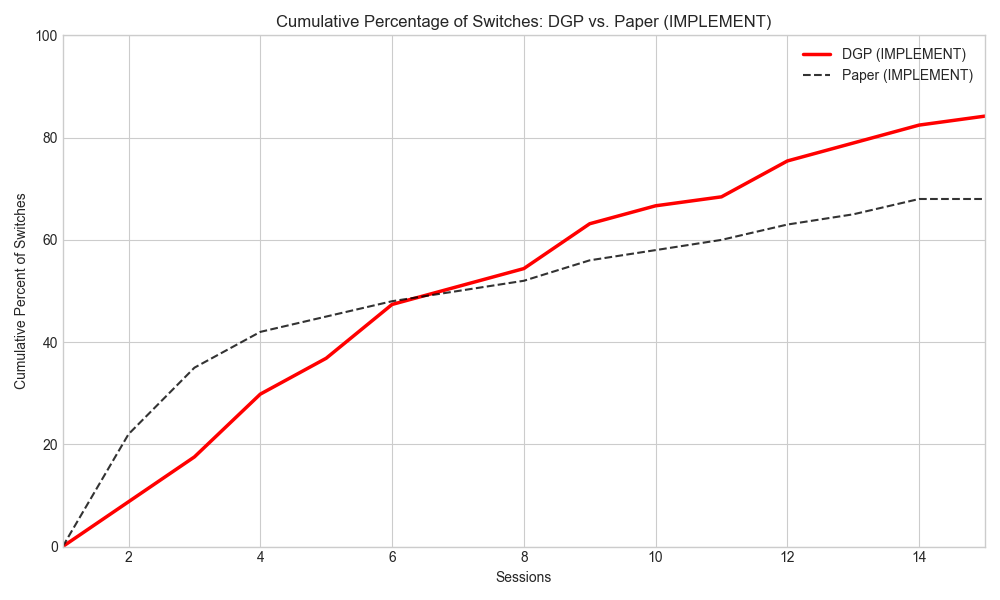 Cumulative Percentage of Switches: DGP vs. Paper (IMPLEMENT)
DGP (IMPLEMENT)
Paper (IMPLEMENT)
Cumulative Percent of Switches
100
80
60
40
20
0
2 4 6 8 10 12 14
Sessions